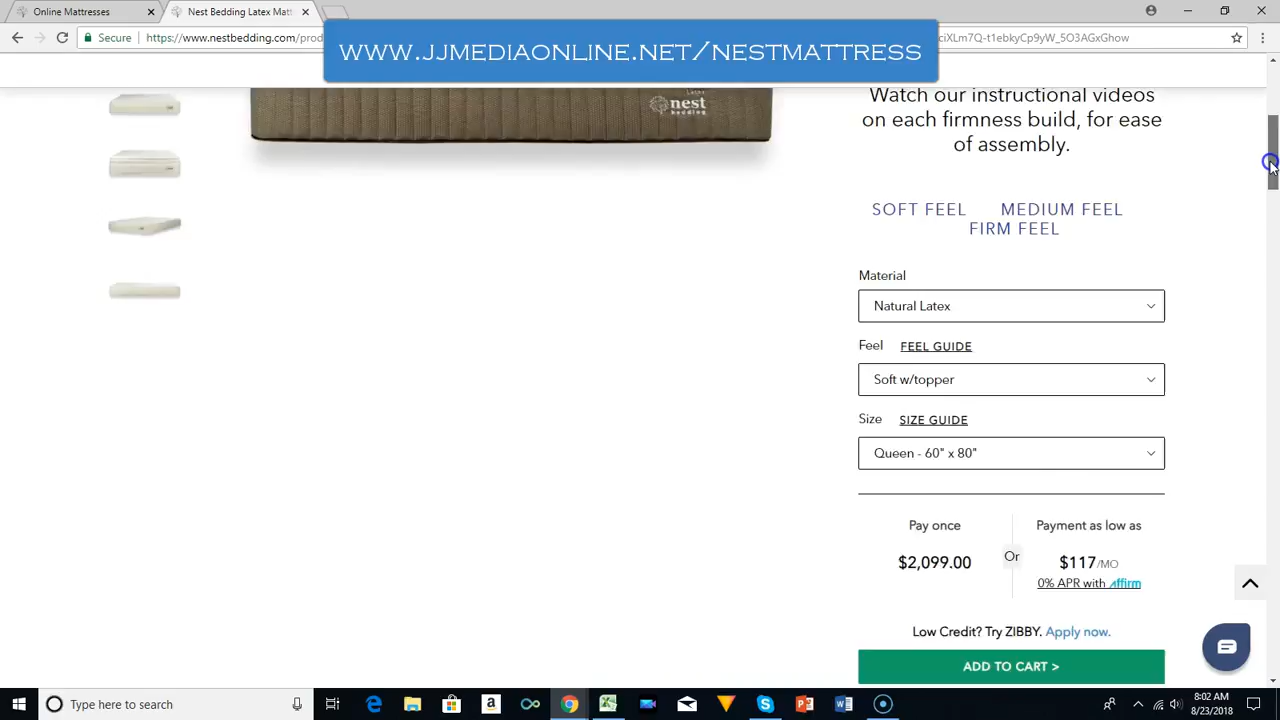 Online Mattresses
Nest Bedding Latex Matt
Secure
https://www.nestbedding.com/prod
ciXLm7Q-t1ebkyCp9yW_5O3AGxGhow
WWW.JJMEDIAONLINE.NET/NESTMATTRESS
nest
bedding
Watch our instructional videos
on each firmness build, for ease
of assembly.
SOFT FEEL MEDIUM FEEL
FIRM FEEL
Material
Natural Latex
Feel FEEL GUIDE
Soft w/topper
Size SIZE GUIDE
Queen - 60" x 80"
Pay once
$2,099.00
Or
Payment as low as
$117/MO
0% APR with affirm
Low Credit? Try ZIBBY. Apply now.
ADD TO CART >
Type here to search
8:02 AM
8/23/2018